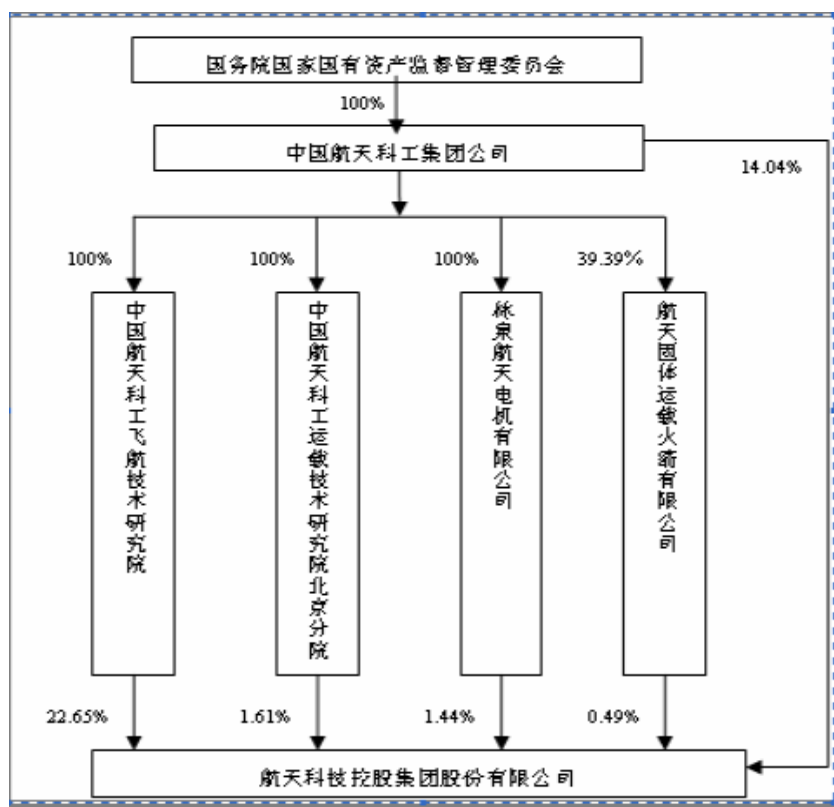 国务院国家国有资产监督管理委员会
100%
中国航天科工集团公司
14.04%
100%
100%
100%
39.39%
中国航天科工飞航技术研究院
中国航天科工运载技术研究院北京分院
林泉航天电机有限公司
航天固体运载火箭有限公司
22.65%
1.61%
1.44%
0.49%
航天科技控股集团股份有限公司